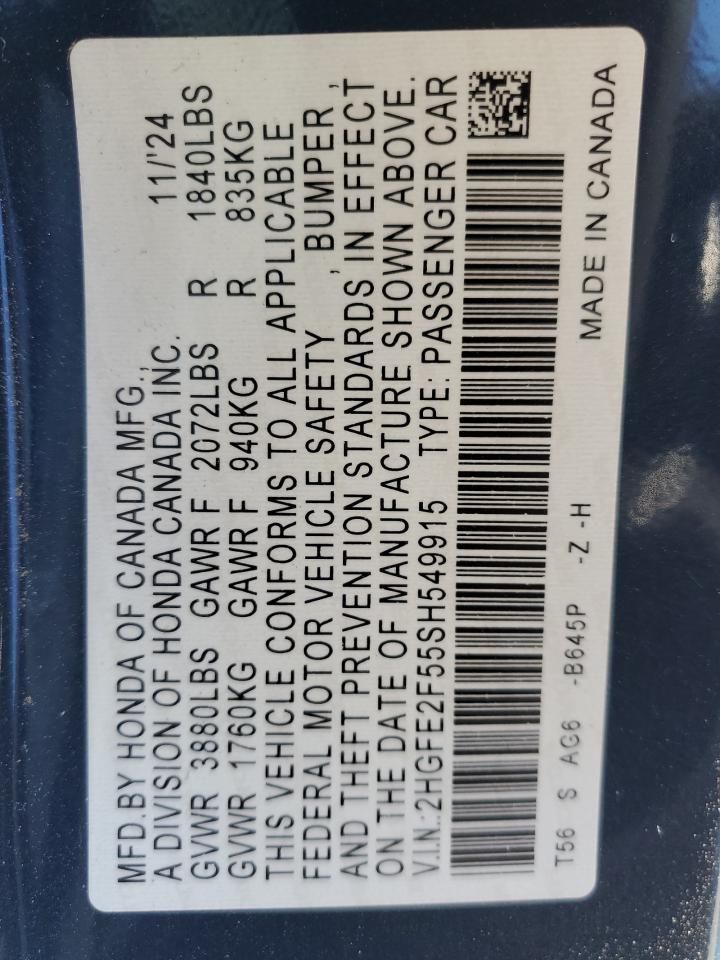 MFD.BY HONDA OF CANADA MFG., 11/'24
A DIVISION OF HONDA CANADA INC.
GVWR 3880LBS GAWR F 2072LBS R 1840LBS
GVWR 1760KG GAWR F 940KG R 835KG
THIS VEHICLE CONFORMS TO ALL APPLICABLE
FEDERAL MOTOR VEHICLE SAFETY , BUMPER ,
AND THEFT PREVENTION STANDARDS IN EFFECT
ON THE DATE OF MANUFACTURE SHOWN ABOVE.
V.I.N.:2HGFE2F55SH549915 TYPE: PASSENGER CAR
T56 S AG6 -B645P -Z -H MADE IN CANADA